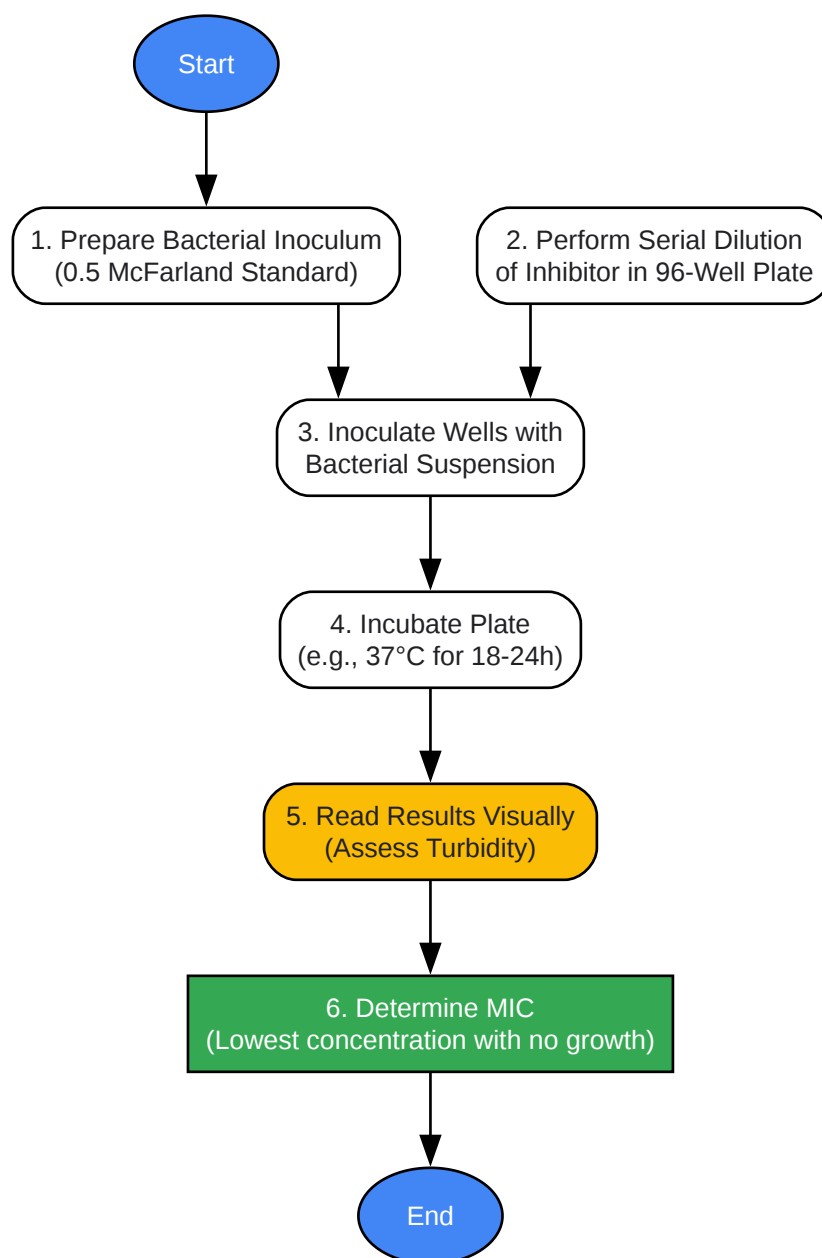 Start
1. Prepare Bacterial Inoculum
(0.5 McFarland Standard)
2. Perform Serial Dilution
of Inhibitor in 96-Well Plate
3. Inoculate Wells with
Bacterial Suspension
4. Incubate Plate
(e.g., 37°C for 18-24h)
5. Read Results Visually
(Assess Turbidity)
6. Determine MIC
(Lowest concentration with no growth)
End